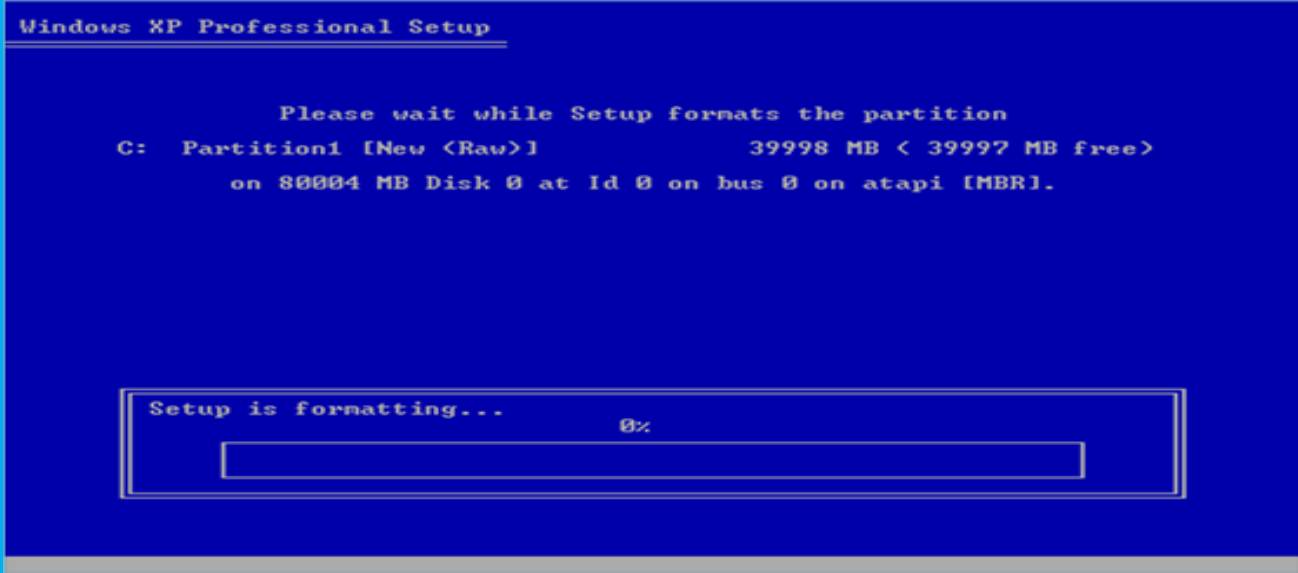 Windows XP Professional Setup
Please wait while Setup formats the partition
C: Partition1 [New (Raw)] 39998 MB ( 39997 MB free)
on 80004 MB Disk 0 at Id 0 on bus 0 on atapi [MBR].
Setup is formatting...
0%